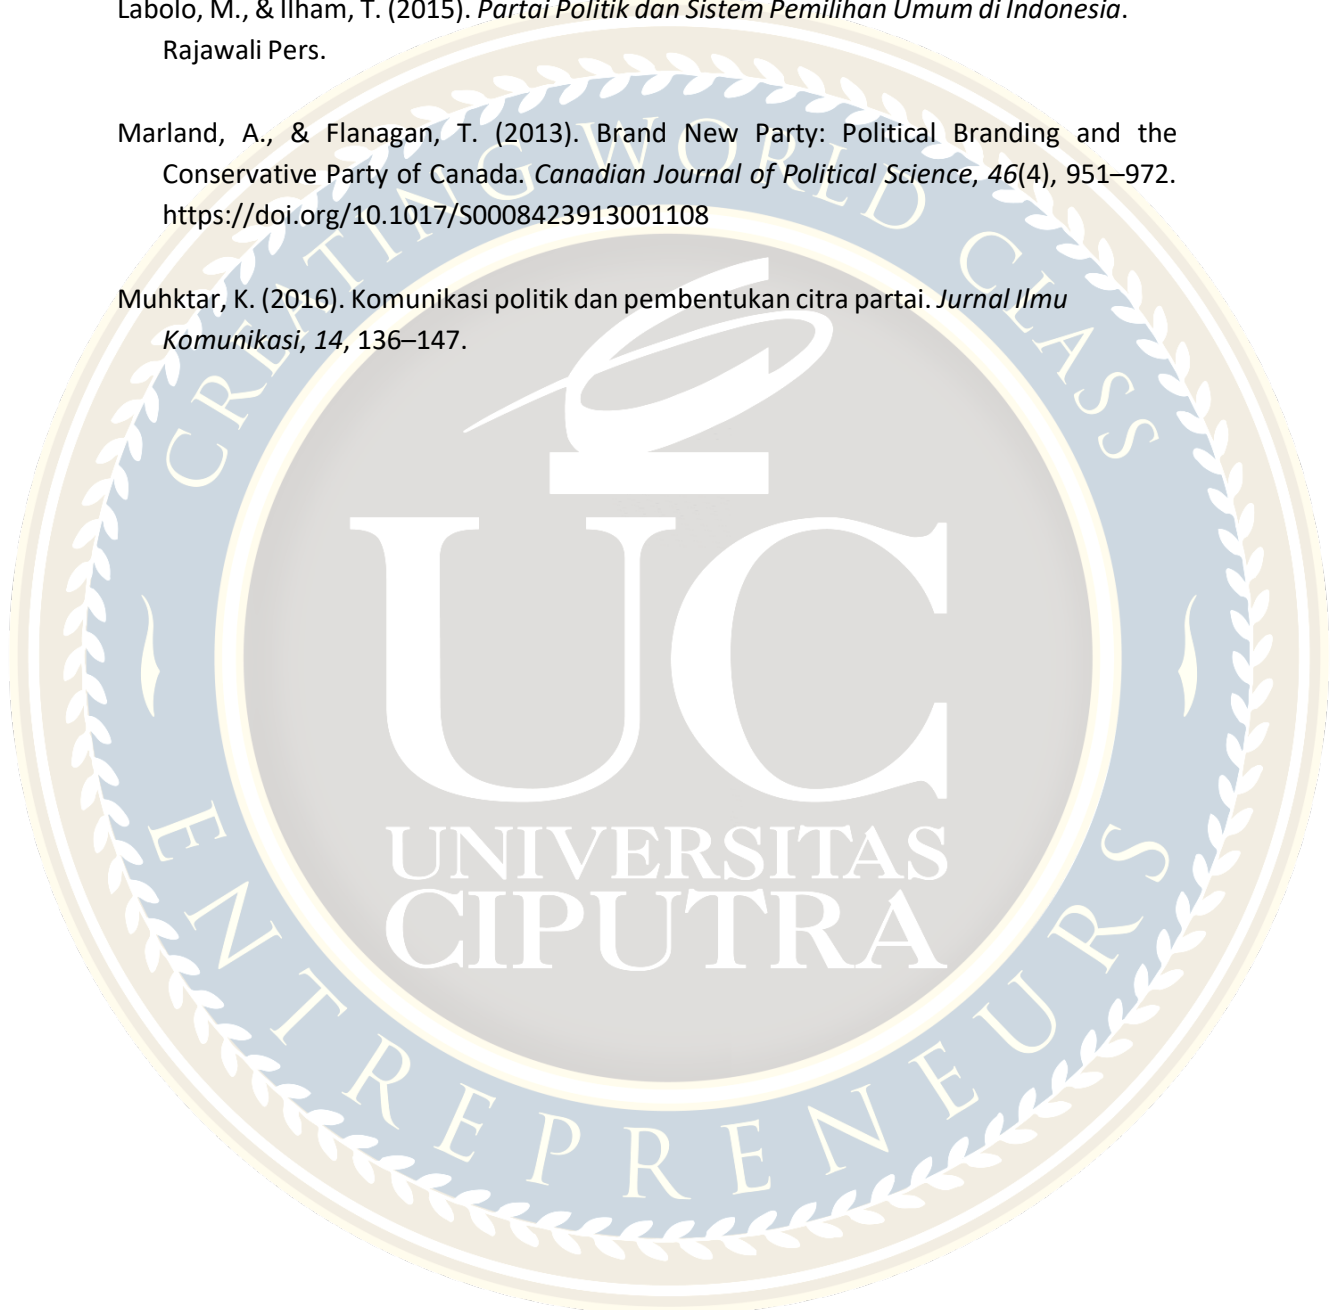 Labolo, M., & Ilham, T. (2015). Partai Politik dan Sistem Pemilihan Umum di Indonesia.
Rajawali Pers.
Marland, A., & Flanagan, T. (2013). Brand New Party: Political Branding and the
Conservative Party of Canada. Canadian Journal of Political Science, 46(4), 951–972.
https://doi.org/10.1017/S0008423913001108
Muhktar, K. (2016). Komunikasi politik dan pembentukan citra partai. Jurnal Ilmu
Komunikasi, 14, 136–147.
CREATING WORLD CLASS
UC
UNIVERSITAS
CIPUTRA
ENTREPRENEURS